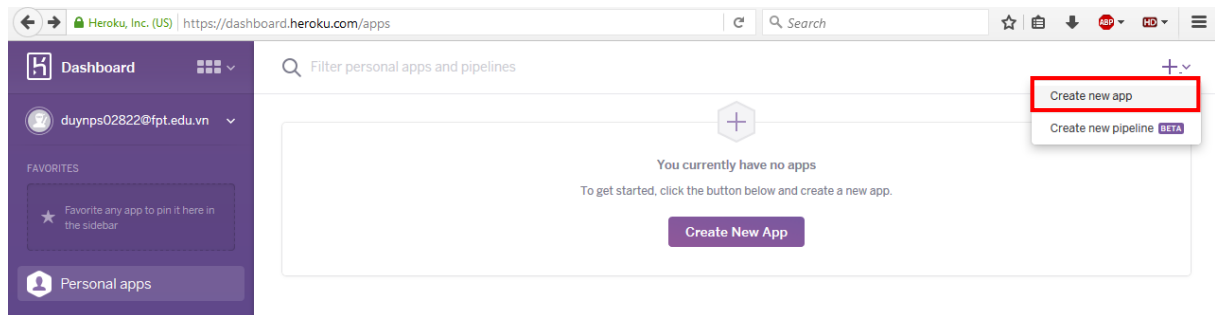 Heroku, Inc. (US) https://dashboard.heroku.com/apps
Search
ABP
HD
Dashboard
Filter personal apps and pipelines
Create new app
Create new pipeline BETA
duynps02822@fpt.edu.vn
FAVORITES
Favorite any app to pin it here in
the sidebar
Personal apps
You currently have no apps
To get started, click the button below and create a new app.
Create New App